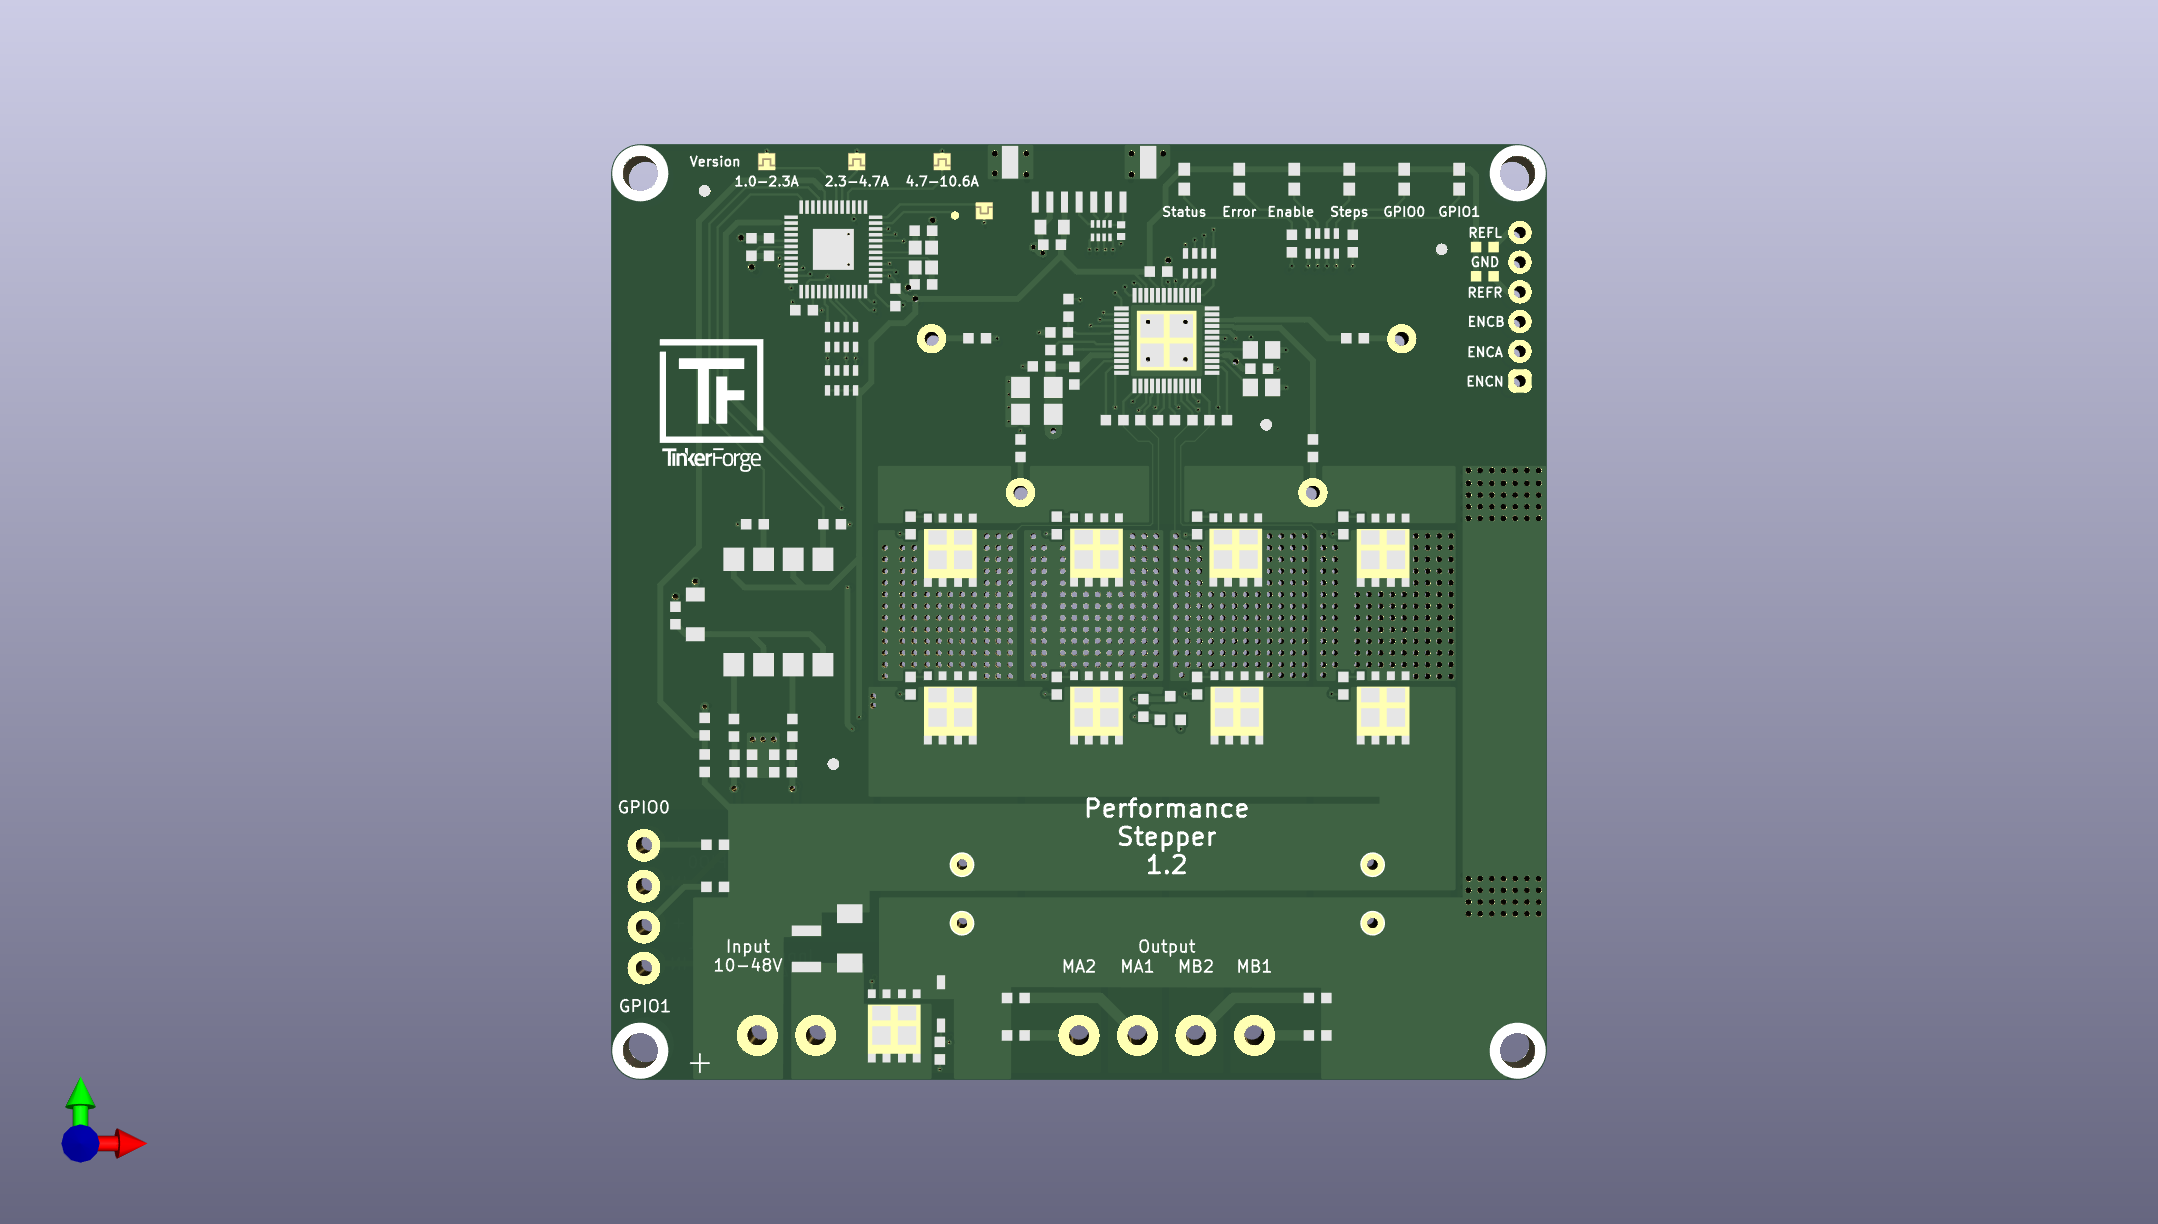 Version
1.0-2.3A
2.3-4.7A
4.7-10.6A
Status
Error
Enable
Steps
GPIO0
GPIO1
REFL
GND
REFR
ENCB
ENCA
ENCN
TF
TinkerForge
GPIO0
Performance
Stepper
1.2
Input
10-48V
Output
MA2
MA1
MB2
MB1
GPIO1
+